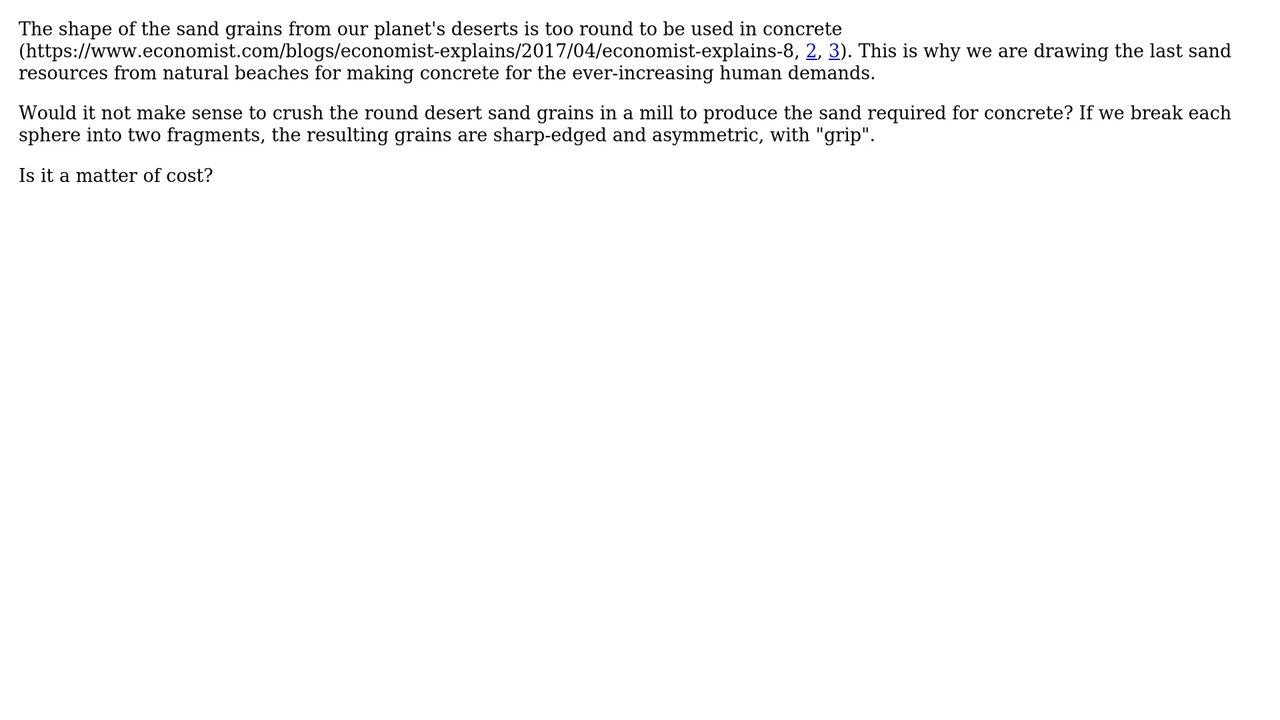 The shape of the sand grains from our planet's deserts is too round to be used in concrete
(https://www.economist.com/blogs/economist-explains/2017/04/economist-explains-8, 2, 3). This is why we are drawing the last sand
resources from natural beaches for making concrete for the ever-increasing human demands.
Would it not make sense to crush the round desert sand grains in a mill to produce the sand required for concrete? If we break each
sphere into two fragments, the resulting grains are sharp-edged and asymmetric, with "grip".
Is it a matter of cost?